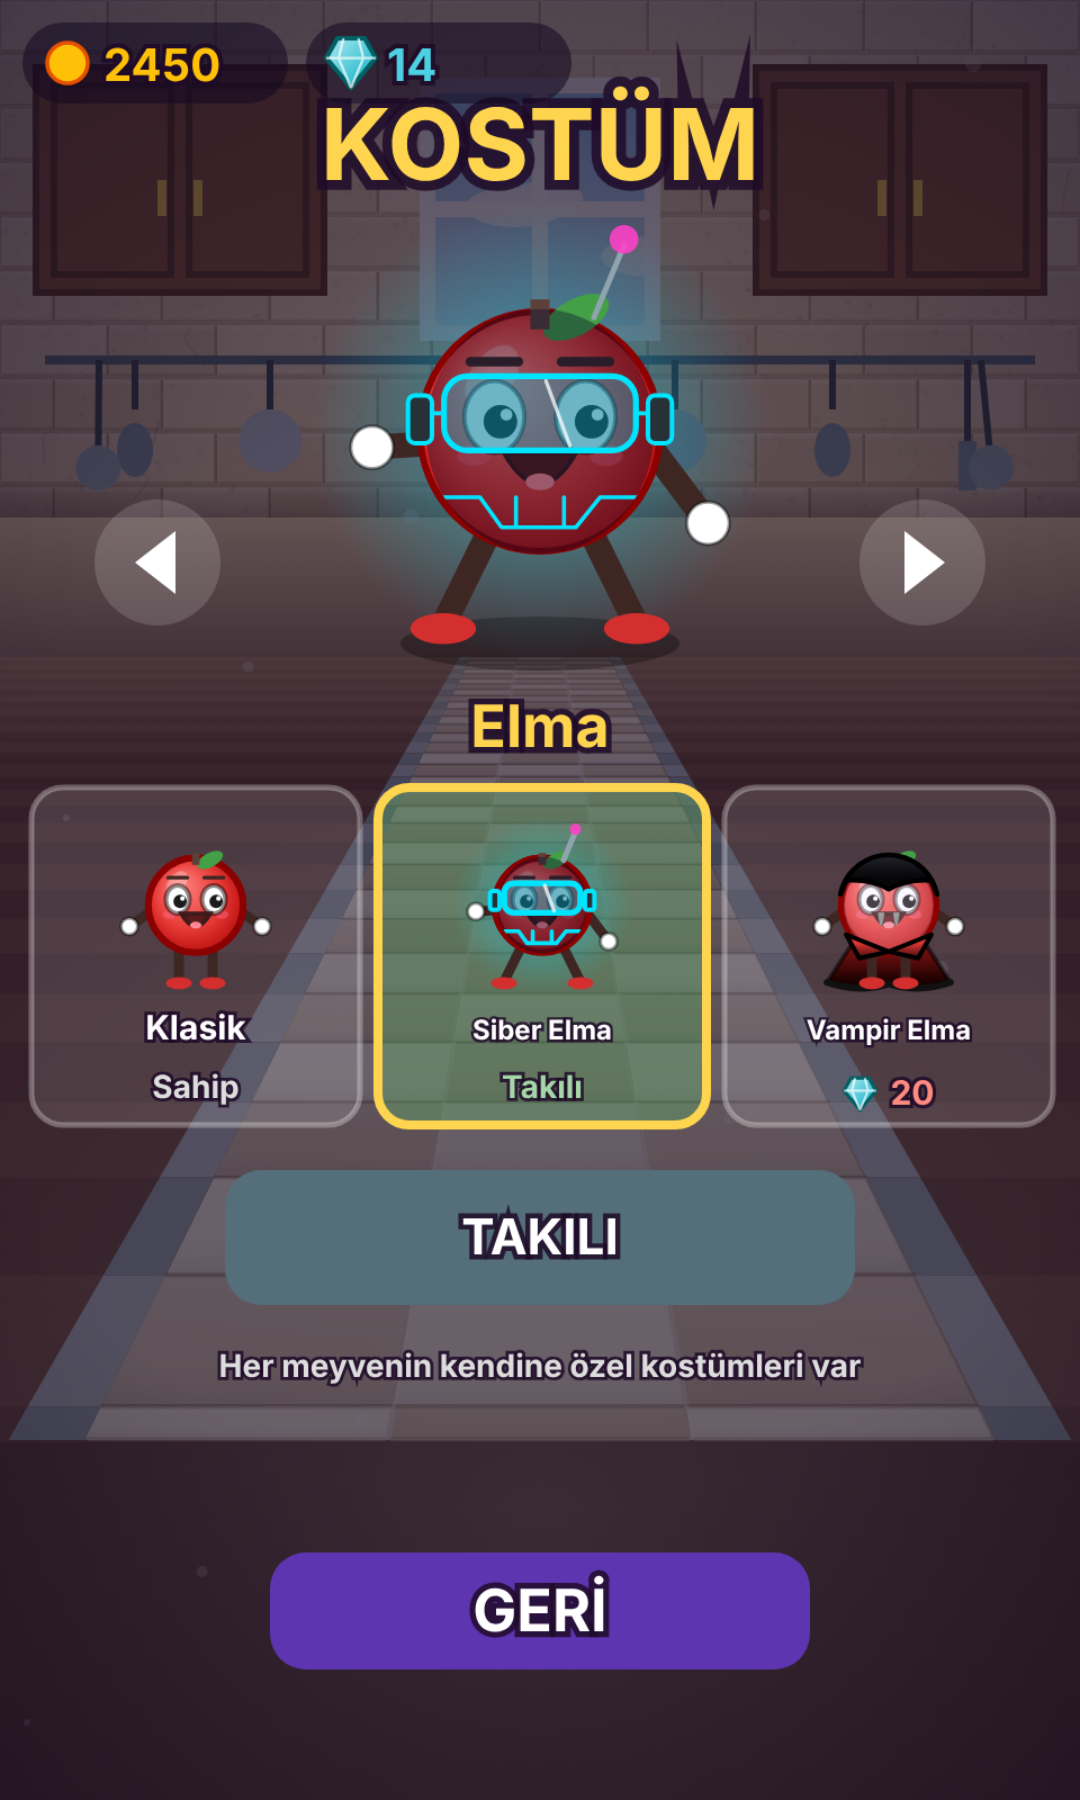 2450 14
KOSTÜM
Elma
Klasik Siber Elma Vampir Elma
Sahip Takılı 20
TAKILI
Her meyvenin kendine özel kostümleri var
GERİ